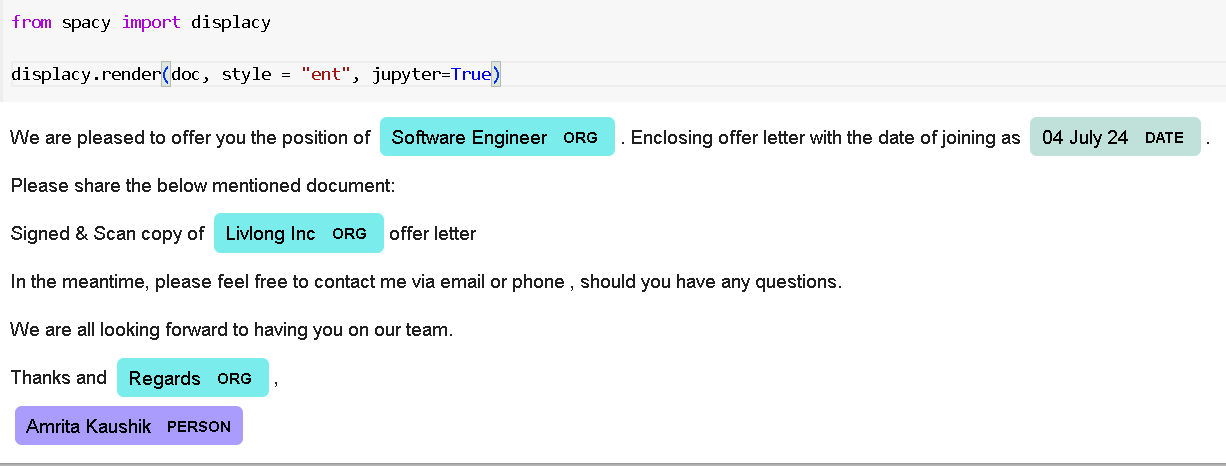 from spacy import displacy
displacy.render(doc, style = "ent", jupyter=True)
We are pleased to offer you the position of Software Engineer ORG . Enclosing offer letter with the date of joining as 04 July 24 DATE .
Please share the below mentioned document:
Signed & Scan copy of Livlong Inc ORG offer letter
In the meantime, please feel free to contact me via email or phone , should you have any questions.
We are all looking forward to having you on our team.
Thanks and Regards ORG ,
Amrita Kaushik PERSON